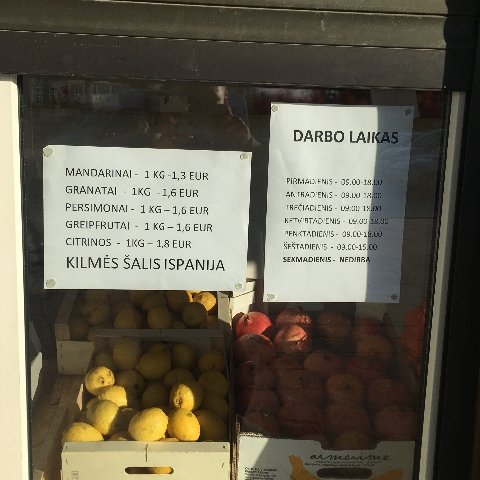 MANDARINAI - 1 KG -1,3 EUR
GRANATAI - 1KG -1,6 EUR
PERSIMONAI - 1 KG – 1,6 EUR
GREIPFRUTAI - 1 KG – 1,6 EUR
CITRINOS - 1KG – 1,8 EUR
KILMĖS ŠALIS ISPANIJA
DARBO LAIKAS
PIRMADIENIS - 09.00-18.00
ANTRADIENIS - 09.00-18.00
TREČIADIENIS - 09.00-18.00
KETVIRTADIENIS - 09.00-18.00
PENKTADIENIS - 09.00-18.00
ŠEŠTADIENIS - 09.00-15.00
SEKMADIENIS - NEDIRBA